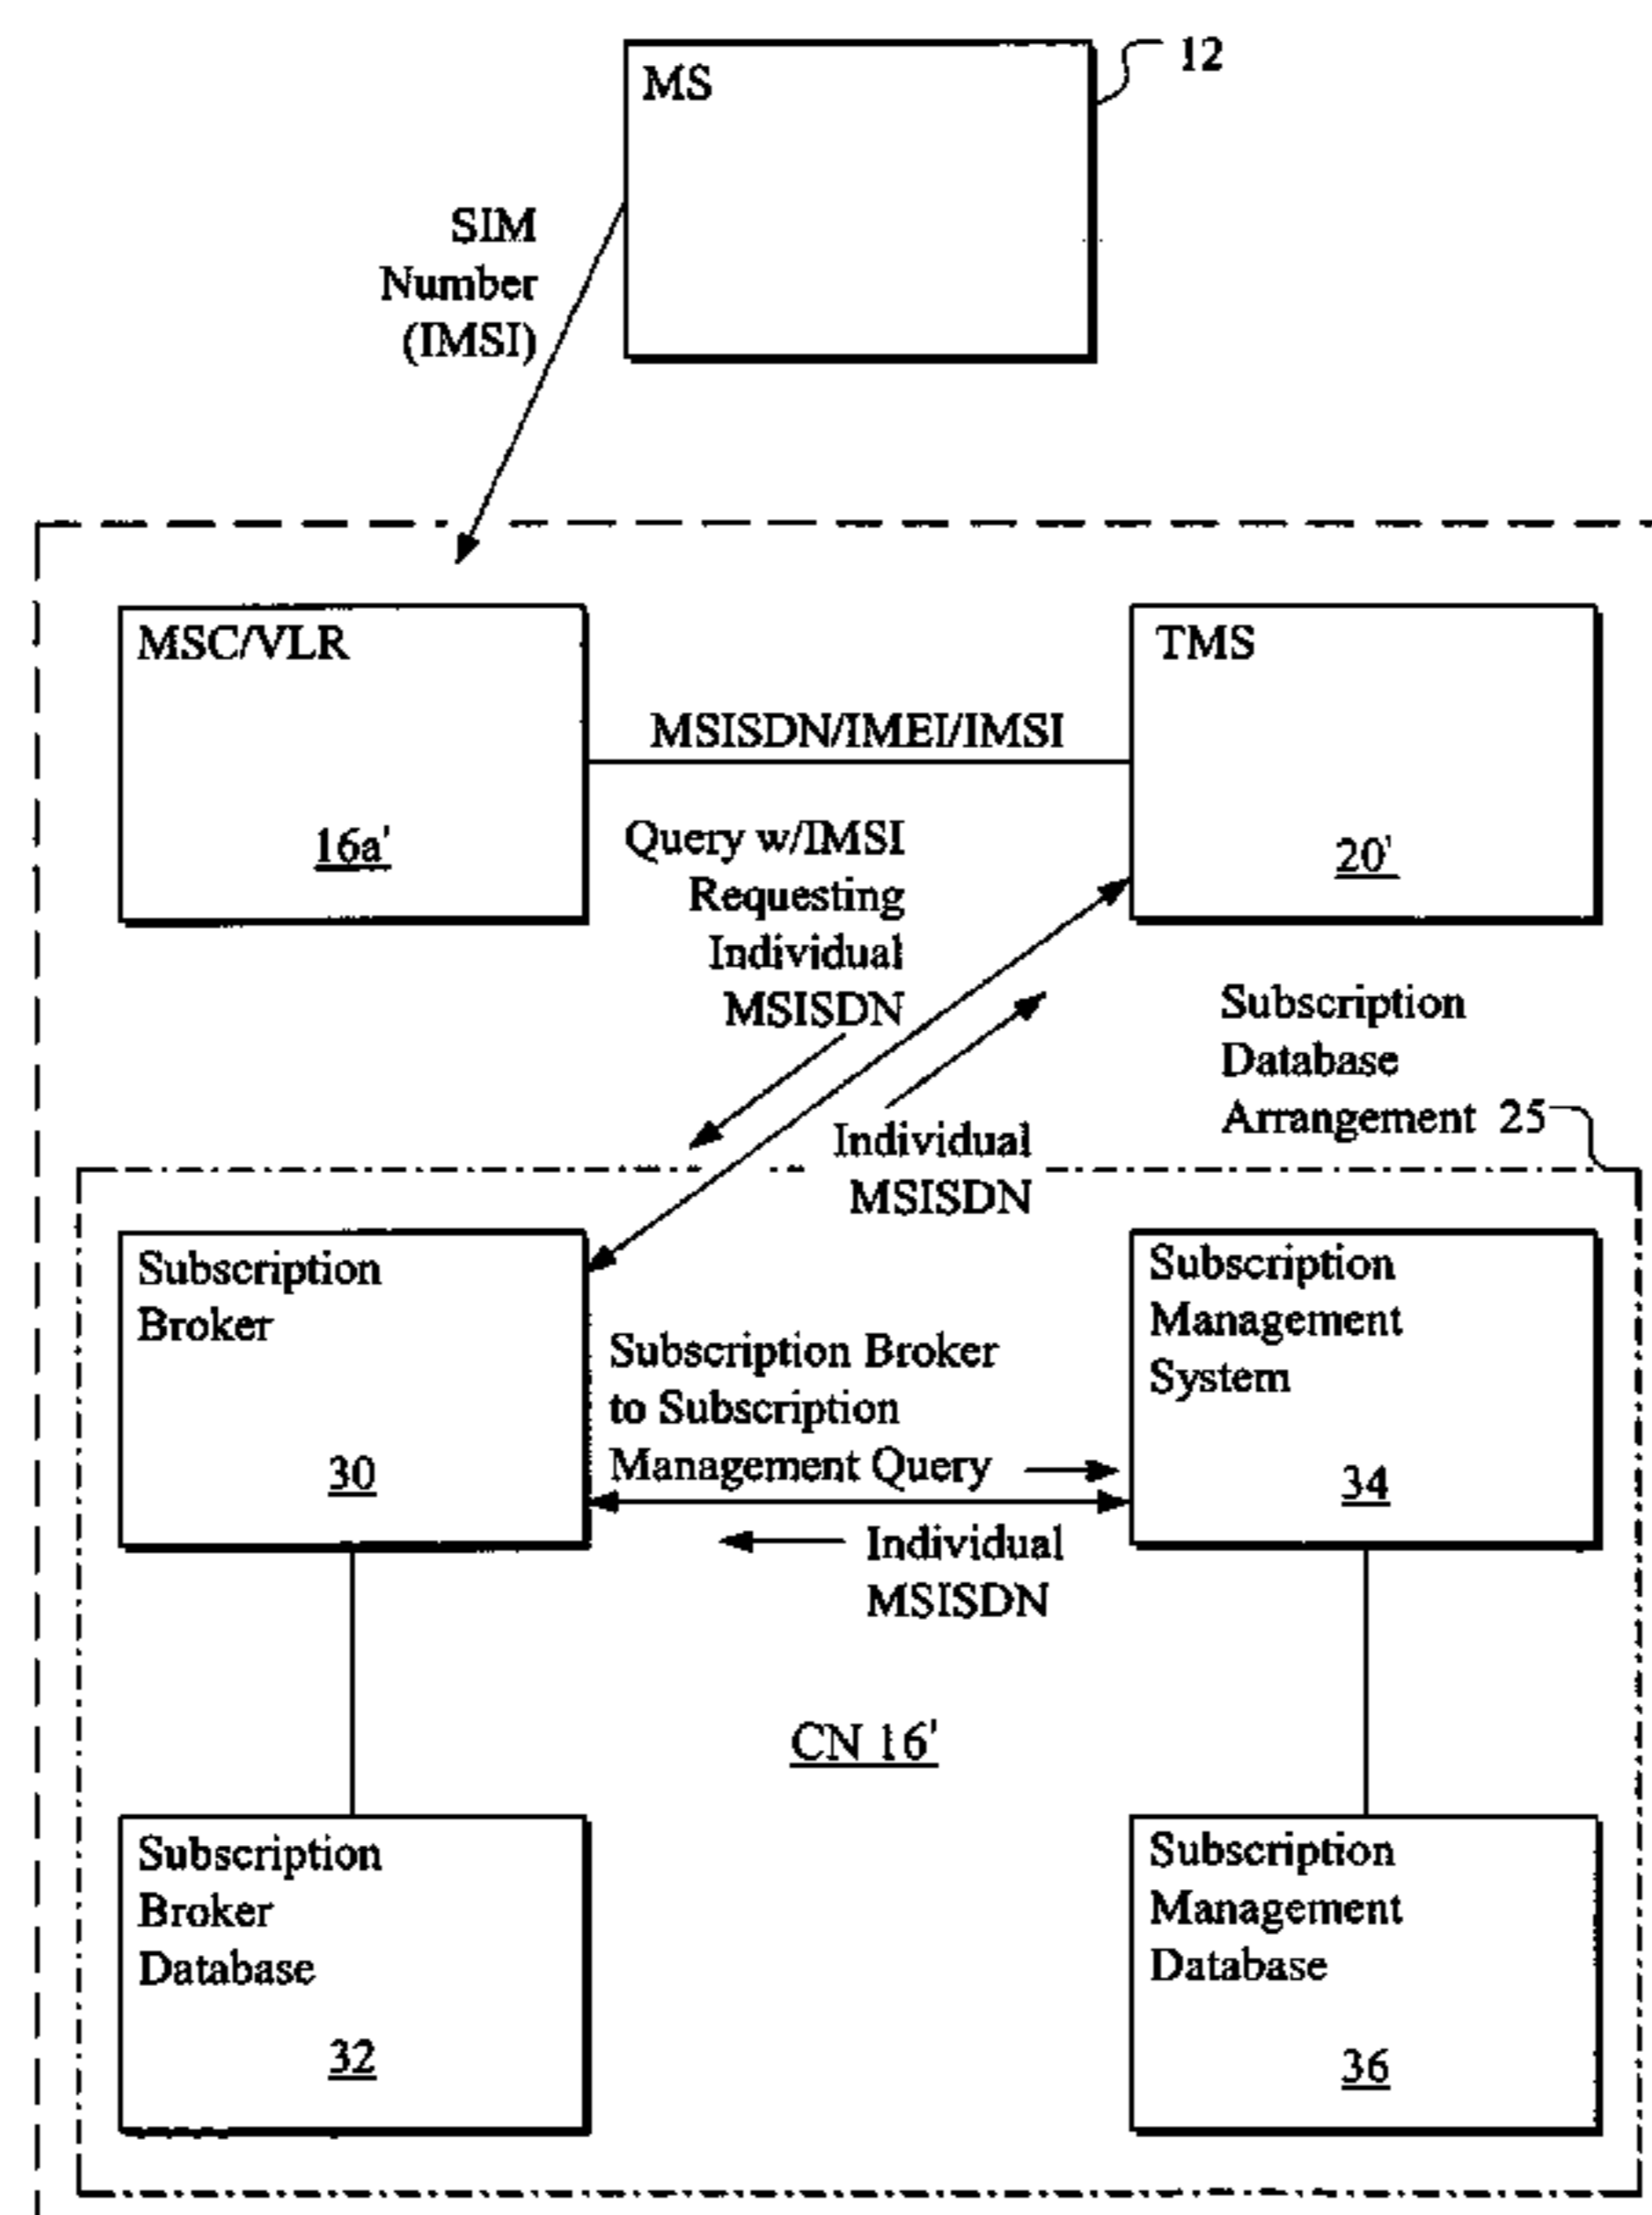 MS
12
SIM
Number
(IMSI)
MSC/VLR
16a'
TMS
20'
MSISDN/IMEI/IMSI
Query w/IMSI
Requesting
Individual
MSISDN
Individual
MSISDN
Subscription
Database
Arrangement 25
Subscription
Broker
30
Subscription Broker
to Subscription
Management Query
Individual
MSISDN
Subscription
Management
System
34
CN 16'
Subscription
Broker
Database
32
Subscription
Management
Database
36